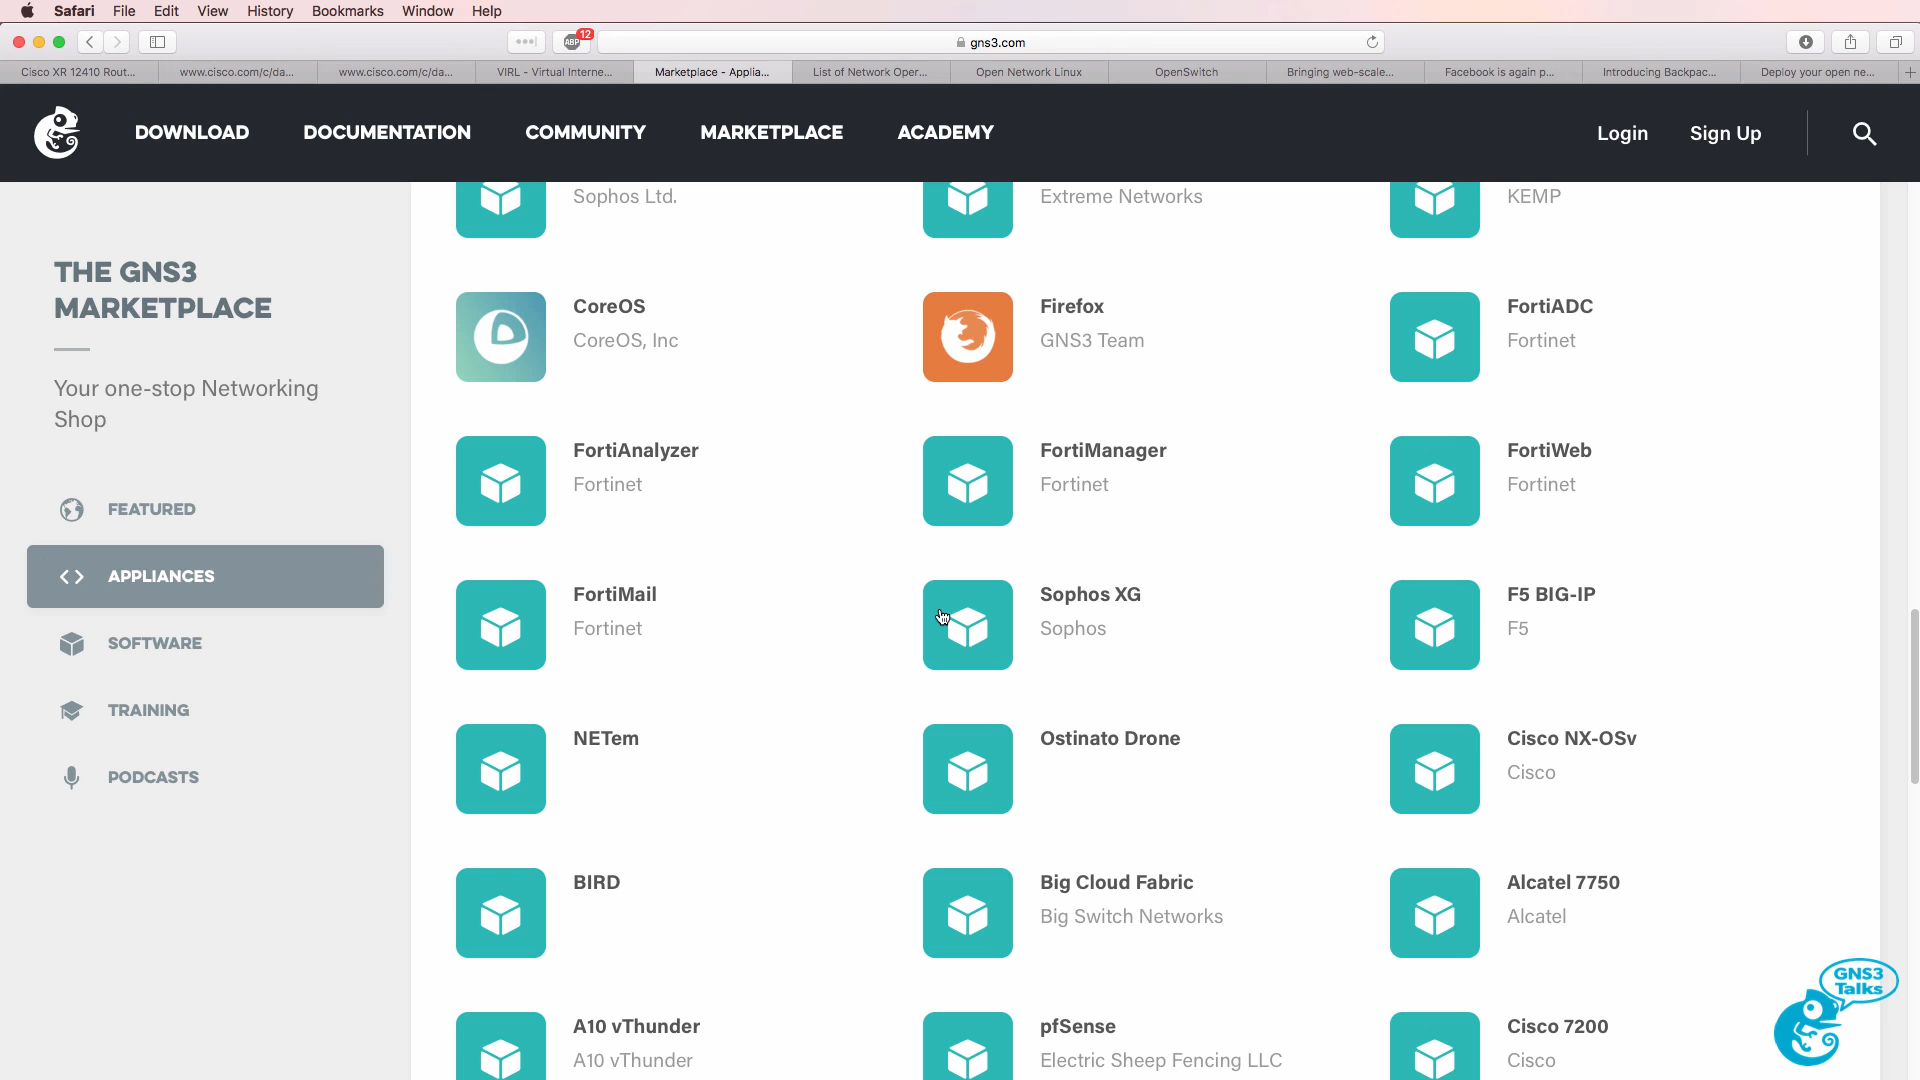 Safari File Edit View History Bookmarks Window Help
ABP 12 gns3.com
Cisco XR 12410 Rout... www.cisco.com/c/da... www.cisco.com/c/da... VIRL - Virtual Interne... Marketplace - Applia... List of Network Oper... Open Network Linux OpenSwitch Bringing web-scale... Facebook is again p... Introducing Backpac... Deploy your open ne...
DOWNLOAD DOCUMENTATION COMMUNITY MARKETPLACE ACADEMY Login Sign Up
THE GNS3
MARKETPLACE
Your one-stop Networking
Shop
FEATURED
APPLIANCES
SOFTWARE
TRAINING
PODCASTS
Sophos Ltd. Extreme Networks KEMP
CoreOS Firefox FortiADC
CoreOS, Inc GNS3 Team Fortinet
FortiAnalyzer FortiManager FortiWeb
Fortinet Fortinet Fortinet
FortiMail Sophos XG F5 BIG-IP
Fortinet Sophos F5
NETem Ostinato Drone Cisco NX-OSv
Cisco
BIRD Big Cloud Fabric Alcatel 7750
Big Switch Networks Alcatel
A10 vThunder pfSense Cisco 7200
A10 vThunder Electric Sheep Fencing LLC Cisco
GNS3
Talks